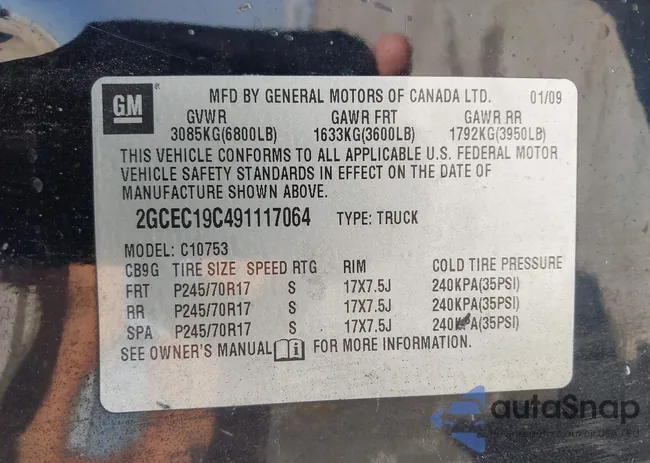 GM
MFD BY GENERAL MOTORS OF CANADA LTD. 01/09
GVWR GAWR FRT GAWR RR
3085KG(6800LB) 1633KG(3600LB) 1792KG(3950LB)
THIS VEHICLE CONFORMS TO ALL APPLICABLE U.S. FEDERAL MOTOR
VEHICLE SAFETY STANDARDS IN EFFECT ON THE DATE OF
MANUFACTURE SHOWN ABOVE.
2GCEC19C491117064 TYPE: TRUCK
MODEL: C10753
CB9G TIRE SIZE SPEED RTG RIM COLD TIRE PRESSURE
FRT P245/70R17 S 17X7.5J 240KPA(35PSI)
RR P245/70R17 S 17X7.5J 240KPA(35PSI)
SPA P245/70R17 S 17X7.5J 240KPA(35PSI)
SEE OWNER'S MANUAL i FOR MORE INFORMATION.
autoSnap